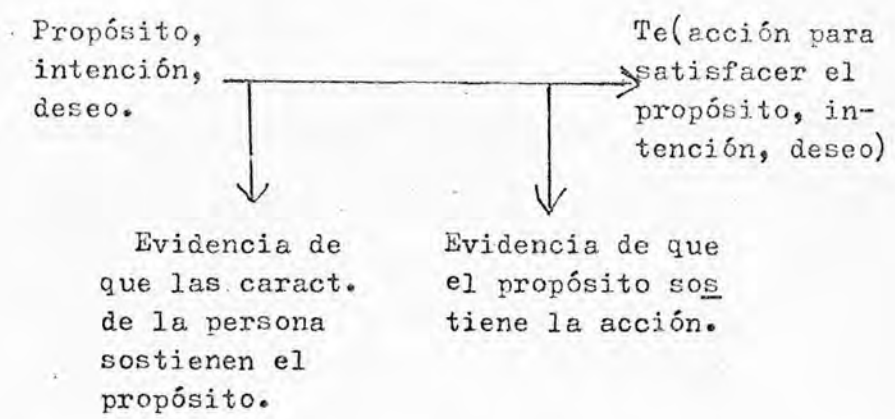 Propósito,
intención,
deseo.
Te(acción para
satisfacer el
propósito, in-
tención, deseo)
Evidencia de
que las caract.
de la persona
sostienen el
propósito.
Evidencia de que
el propósito sos
tiene la acción.